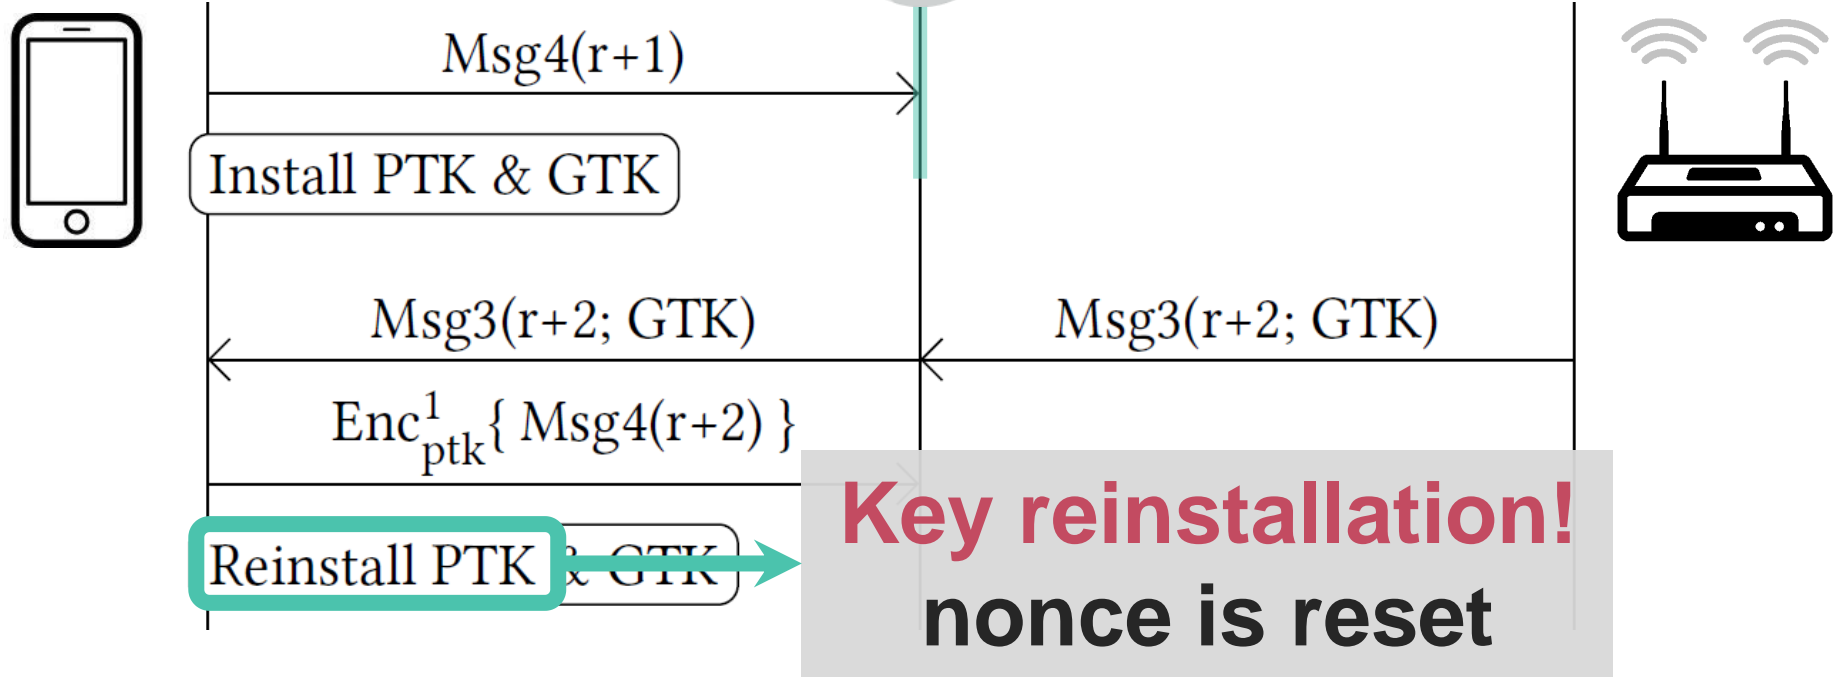 Msg4(r+1)
Install PTK & GTK
Msg3(r+2; GTK) Msg3(r+2; GTK)
Enc¹ₚₜₖ{ Msg4(r+2) }
Reinstall PTK & GTK
Key reinstallation!
nonce is reset